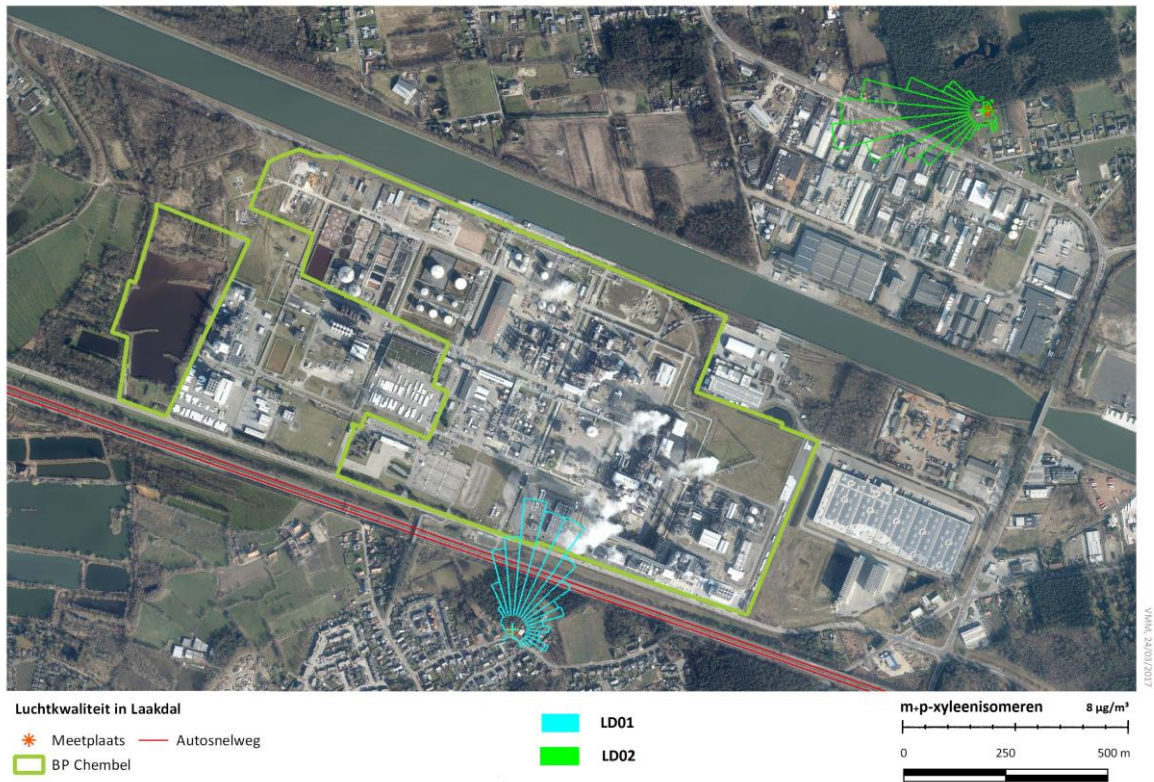 VMM, 24/03/2017
Luchtkwaliteit in Laakdal
Meetplaats
Autosnelweg
BP Chembel
LD01
LD02
m+p-xyleenisomeren 8 µg/m³
0 250 500 m